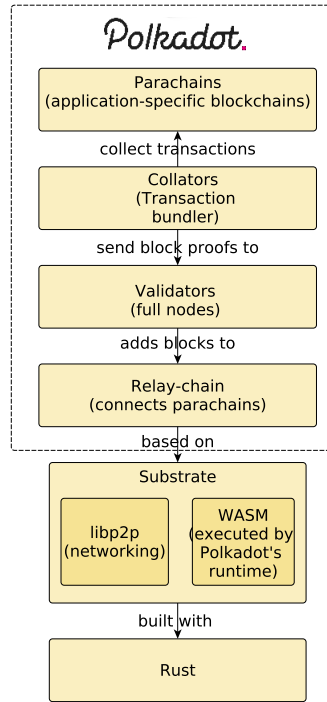 Polkadot.
Parachains
(application-specific blockchains)
collect transactions
Collators
(Transaction
bundler)
send block proofs to
Validators
(full nodes)
adds blocks to
Relay-chain
(connects parachains)
based on
Substrate
libp2p
(networking)
WASM
(executed by
Polkadot's
runtime)
built with
Rust